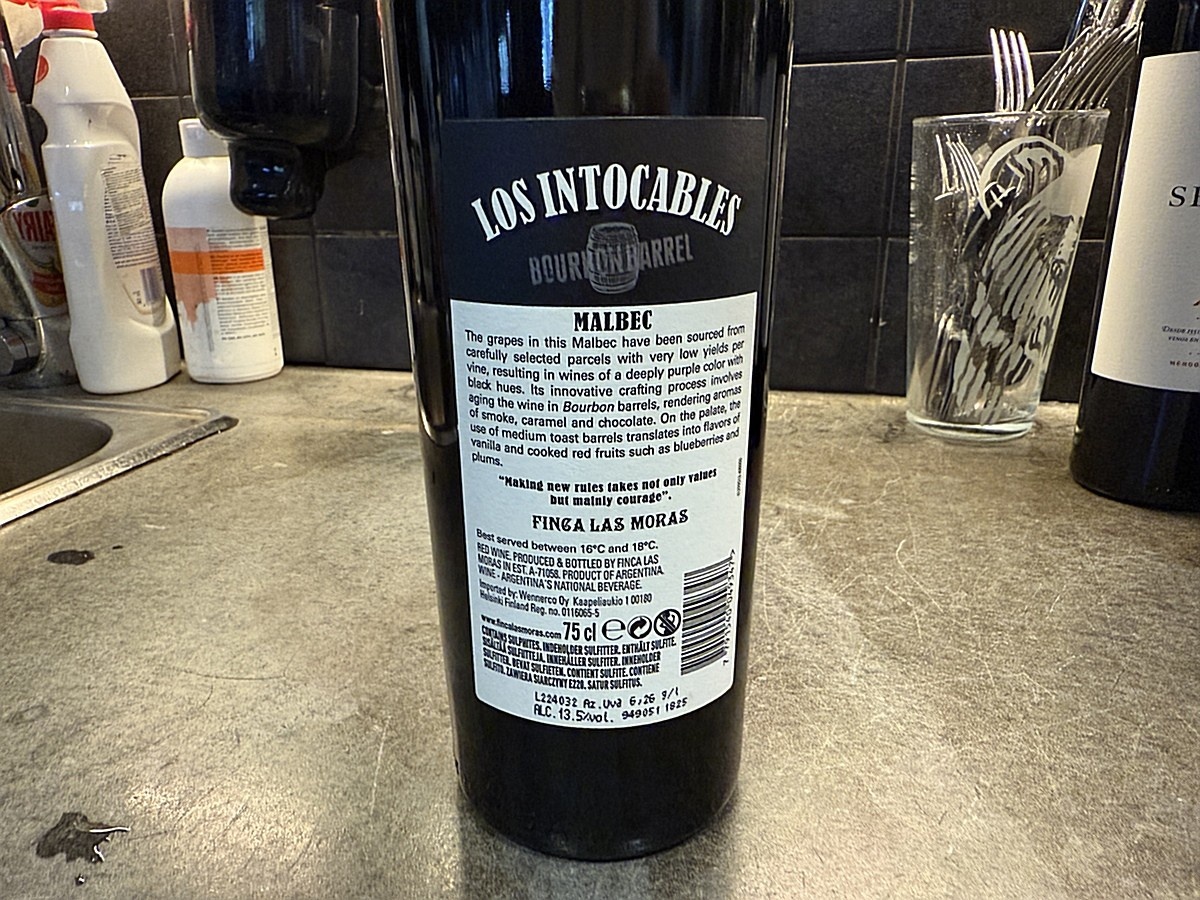 LOS INTOCABLES
BOURBON BARREL
MALBEC
The grapes in this Malbec have been sourced from
carefully selected parcels with very low yields per
vine, resulting in wines of a deeply purple color with
black hues. Its innovative crafting process involves
aging the wine in Bourbon barrels, rendering aromas
of smoke, caramel and chocolate. On the palate, the
use of medium toast barrels translates into flavors of
vanilla and cooked red fruits such as blueberries and
plums.
“Making new rules takes not only values
but mainly courage”.
FINCA LAS MORAS
Best served between 16°C and 18°C.
RED WINE. PRODUCED & BOTTLED BY FINCA LAS
MORAS IN EST. A-71058. PRODUCT OF ARGENTINA.
WINE - ARGENTINA'S NATIONAL BEVERAGE.
Imported by: Wennerco Oy Kaapeliaukio 1 00180
Helsinki Finland Reg. no. 0116065-5
www.fincalasmoras.com 75 cl e
CONTAINS SULPHITES. INDEHOLDER SULFITTER. ENTHÄLT SULFITE.
SISÄLTÄÄ SULFIITTEJA. INNEHÅLLER SULFITER. INNEHOLDER
SULFITTER. BEVAT SULFIETEN. CONTIENT SULFITE. CONTIENE
SULFITO. ZAWIERA SIARCZYNY E220. SATUR SULFITUS.
L224032 Az.Uva 6,26 g/l
ALC.13.5%vol. 949051 1825